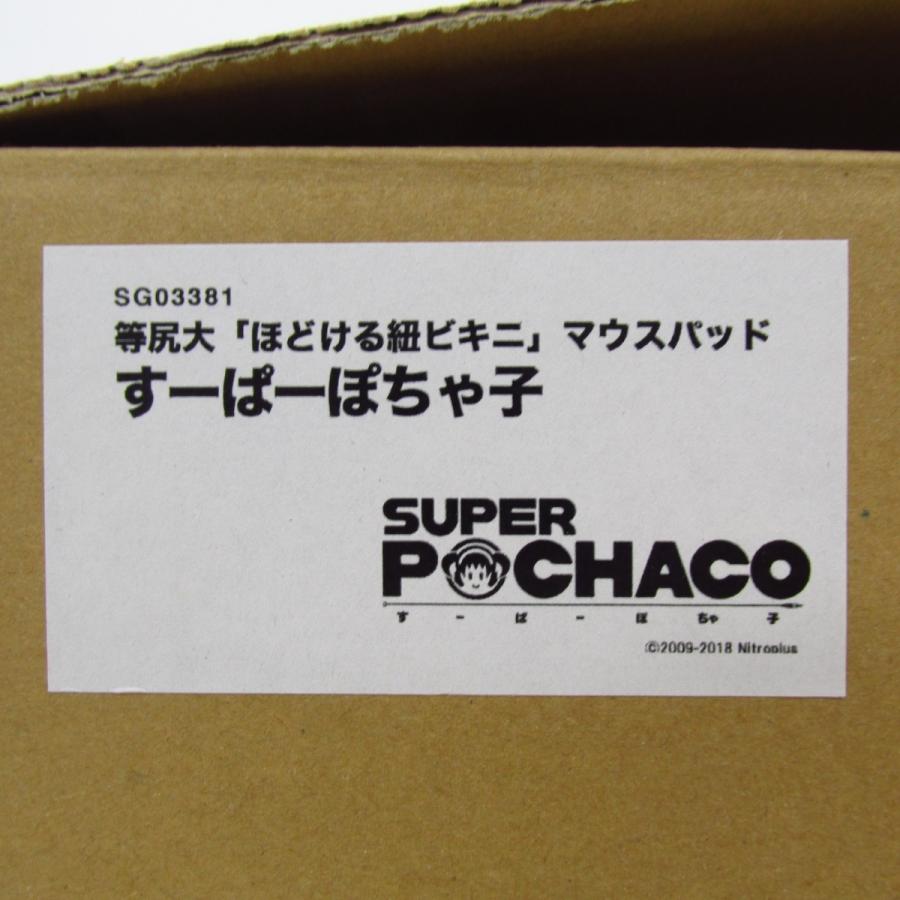 SG03381
等尻大「ほどける紐ビキニ」マウスパッド
すーぱーぽちゃ子
SUPER
POCHACO
すーぱーぽちゃ子
©2009-2018 Nitroplus